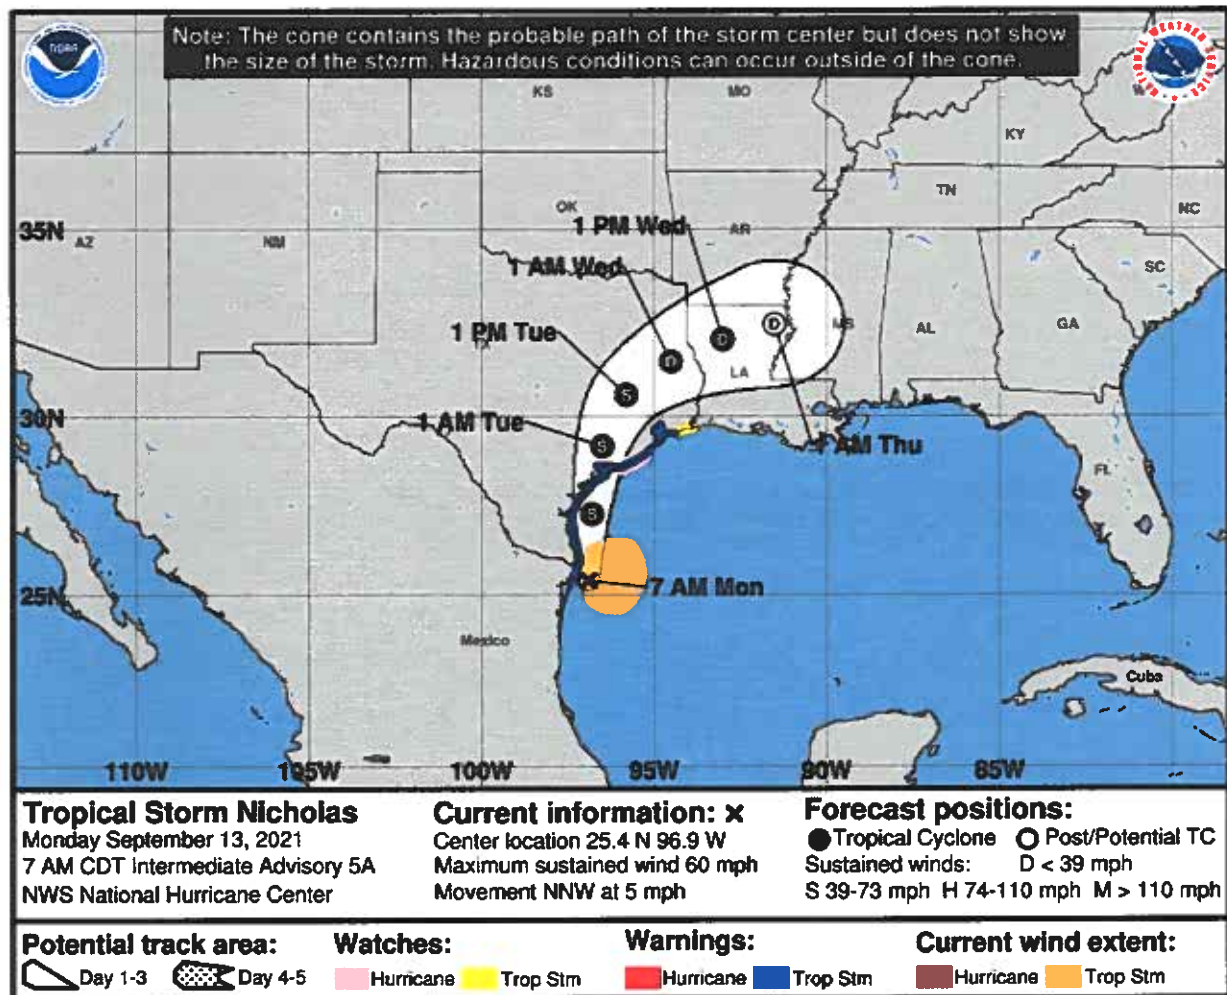 Note: The cone contains the probable path of the storm center but does not show
the size of the storm. Hazardous conditions can occur outside of the cone.
NOAA
NATIONAL WEATHER SERVICE
KS
MO
KY
OK
TN
NC
35N
AZ
NM
1 PM Wed
AR
SC
1 AM Wed
1 PM Tue
TX
D
D
D
MS
AL
GA
LA
S
30N
1 AM Tue
S
AM Thu
FL
S
25N
7 AM Mon
Mexico
Cuba
110W
105W
100W
95W
90W
85W
Tropical Storm Nicholas
Monday September 13, 2021
7 AM CDT Intermediate Advisory 5A
NWS National Hurricane Center
Current information: x
Center location 25.4 N 96.9 W
Maximum sustained wind 60 mph
Movement NNW at 5 mph
Forecast positions:
Tropical Cyclone Post/Potential TC
Sustained winds: D < 39 mph
S 39-73 mph H 74-110 mph M > 110 mph
Potential track area:
Day 1-3 Day 4-5
Watches:
Hurricane Trop Stm
Warnings:
Hurricane Trop Stm
Current wind extent:
Hurricane Trop Stm